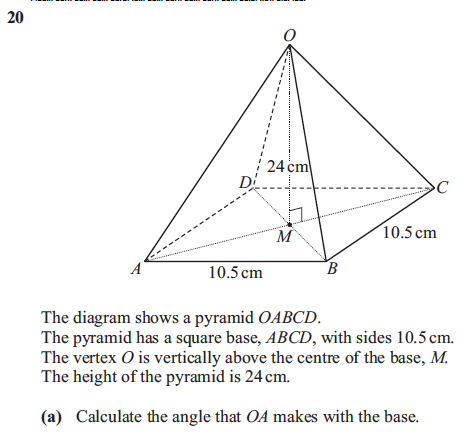 20
O
24 cm
D
C
M
10.5 cm
A
10.5 cm
B
The diagram shows a pyramid OABCD.
The pyramid has a square base, ABCD, with sides 10.5 cm.
The vertex O is vertically above the centre of the base, M.
The height of the pyramid is 24 cm.
(a) Calculate the angle that OA makes with the base.